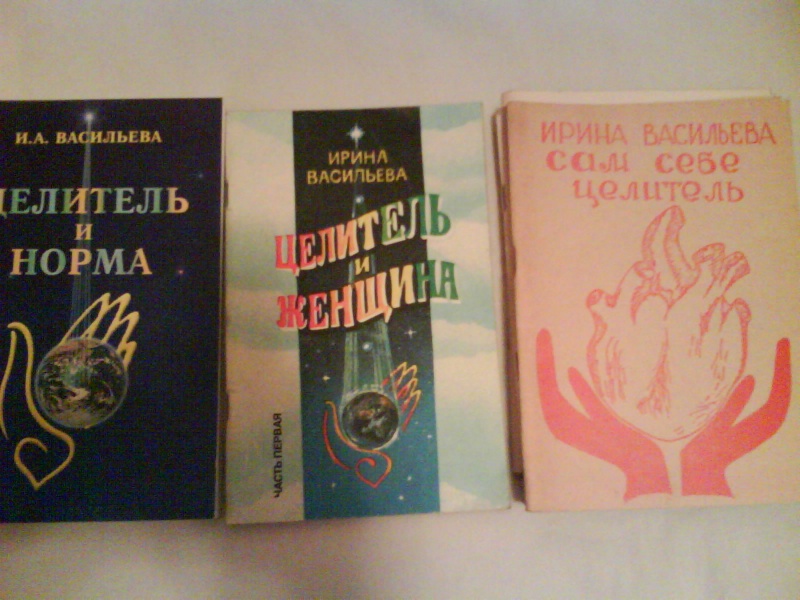 И.А. ВАСИЛЬЕВА
ЦЕЛИТЕЛЬ
И
НОРМА
ИРИНА
ВАСИЛЬЕВА
ЦЕЛИТЕЛЬ
И
ЖЕНЩИНА
ЧАСТЬ ПЕРВАЯ
ИРИНА ВАСИЛЬЕВА
САМ СЕБЕ
ЦЕЛИТЕЛЬ